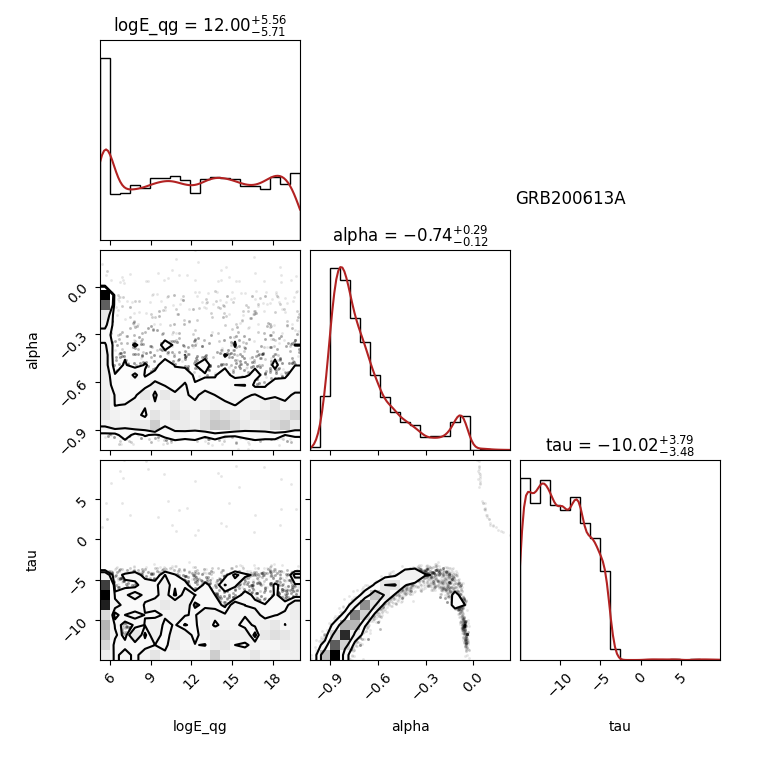 logE_qg = 12.00+5.56−5.71
GRB200613A
alpha = −0.74+0.29−0.12
0.0
−0.3
−0.6
−0.9
alpha
tau = −10.02+3.79−3.48
5
0
−5
−10
tau
6 9 12 15 18
−0.9 −0.6 −0.3 0.0
−10 −5 0 5
logE_qg alpha tau